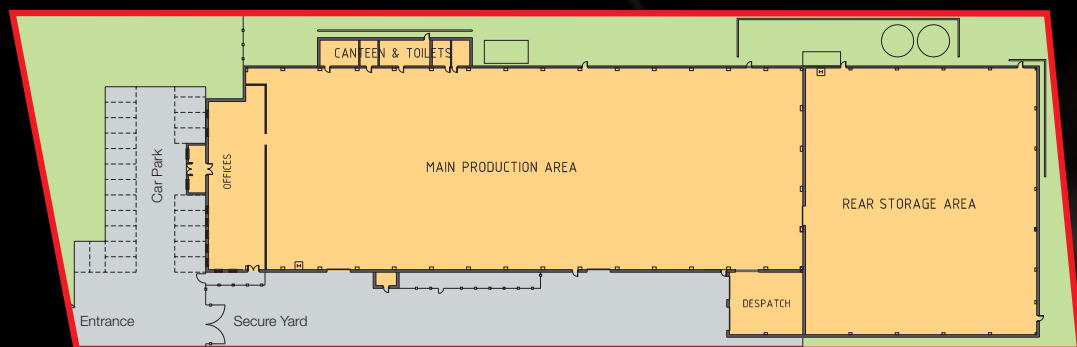 CANTEEN & TOILETS
Car Park
OFFICES
MAIN PRODUCTION AREA
REAR STORAGE AREA
H
H
DESPATCH
Entrance
Secure Yard